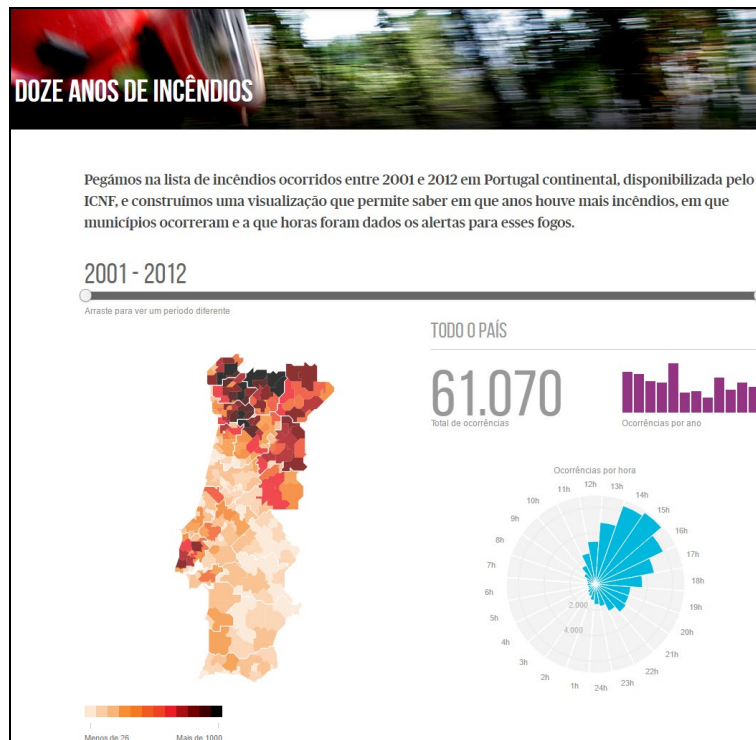 DOZE ANOS DE INCÊNDIOS
Pegámos na lista de incêndios ocorridos entre 2001 e 2012 em Portugal continental, disponibilizada pelo
ICNF, e construímos uma visualização que permite saber em que anos houve mais incêndios, em que
municípios ocorreram e a que horas foram dados os alertas para esses fogos.
2001 - 2012
Arraste para ver um período diferente
TODO O PAÍS
61.070
Total de ocorrências
Ocorrências por ano
Ocorrências por hora
12h
13h
14h
15h
16h
17h
18h
19h
20h
21h
22h
23h
24h
1h
2h
3h
4h
5h
6h
7h
8h
9h
10h
11h
2.000
4.000
Menos de 26
Mais de 1000